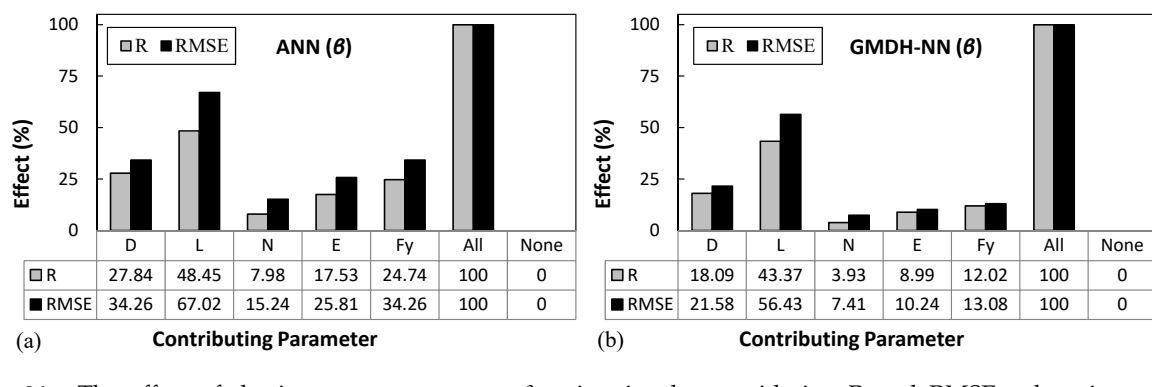 100
75
50
25
0
Effect (%)
R RMSE
ANN (β)
D L N E Fy All None
R 27.84 48.45 7.98 17.53 24.74 100 0
RMSE 34.26 67.02 15.24 25.81 34.26 100 0
(a) Contributing Parameter
100
75
50
25
0
Effect (%)
R RMSE
GMDH-NN (β)
D L N E Fy All None
R 18.09 43.37 3.93 8.99 12.02 100 0
RMSE 21.58 56.43 7.41 10.24 13.08 100 0
(b) Contributing Parameter